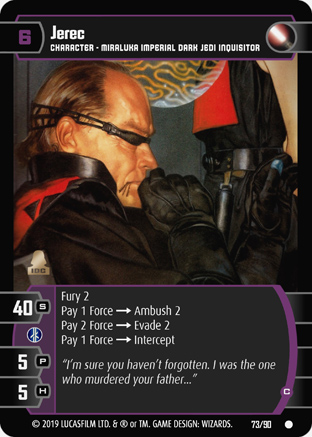 6
Jerec
CHARACTER - MIRALUKA IMPERIAL DARK JEDI INQUISITOR
IDC
40 S
Fury 2
Pay 1 Force → Ambush 2
Pay 2 Force → Evade 2
Pay 1 Force → Intercept
5 P
5 H
"I'm sure you haven't forgotten. I was the one
who murdered your father..."
C
© 2019 LUCASFILM LTD. & ® or TM. GAME DESIGN: WIZARDS.
73/90